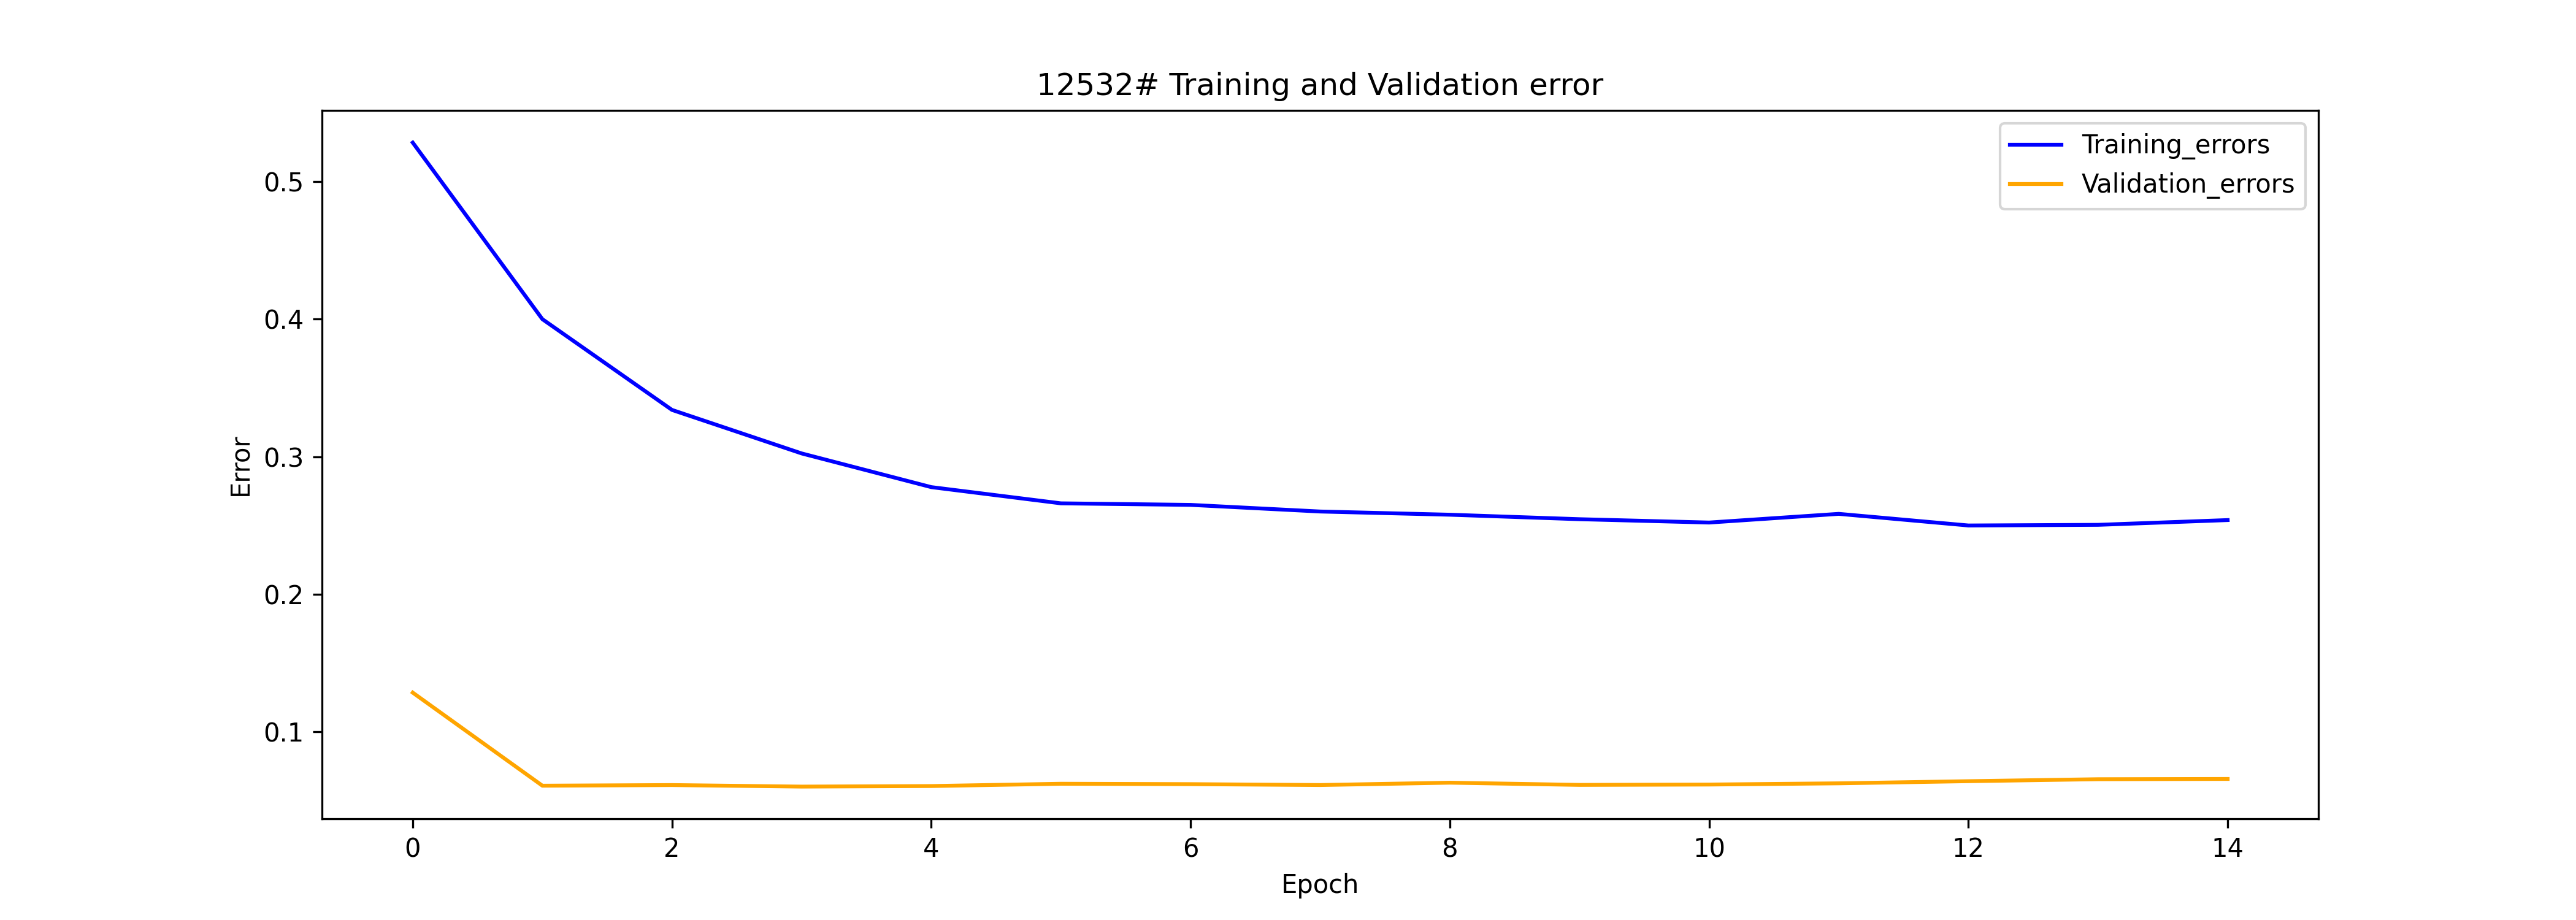 12532# Training and Validation error
Training_errors
Validation_errors
0.5
0.4
0.3
0.2
0.1
Error
0 2 4 6 8 10 12 14
Epoch